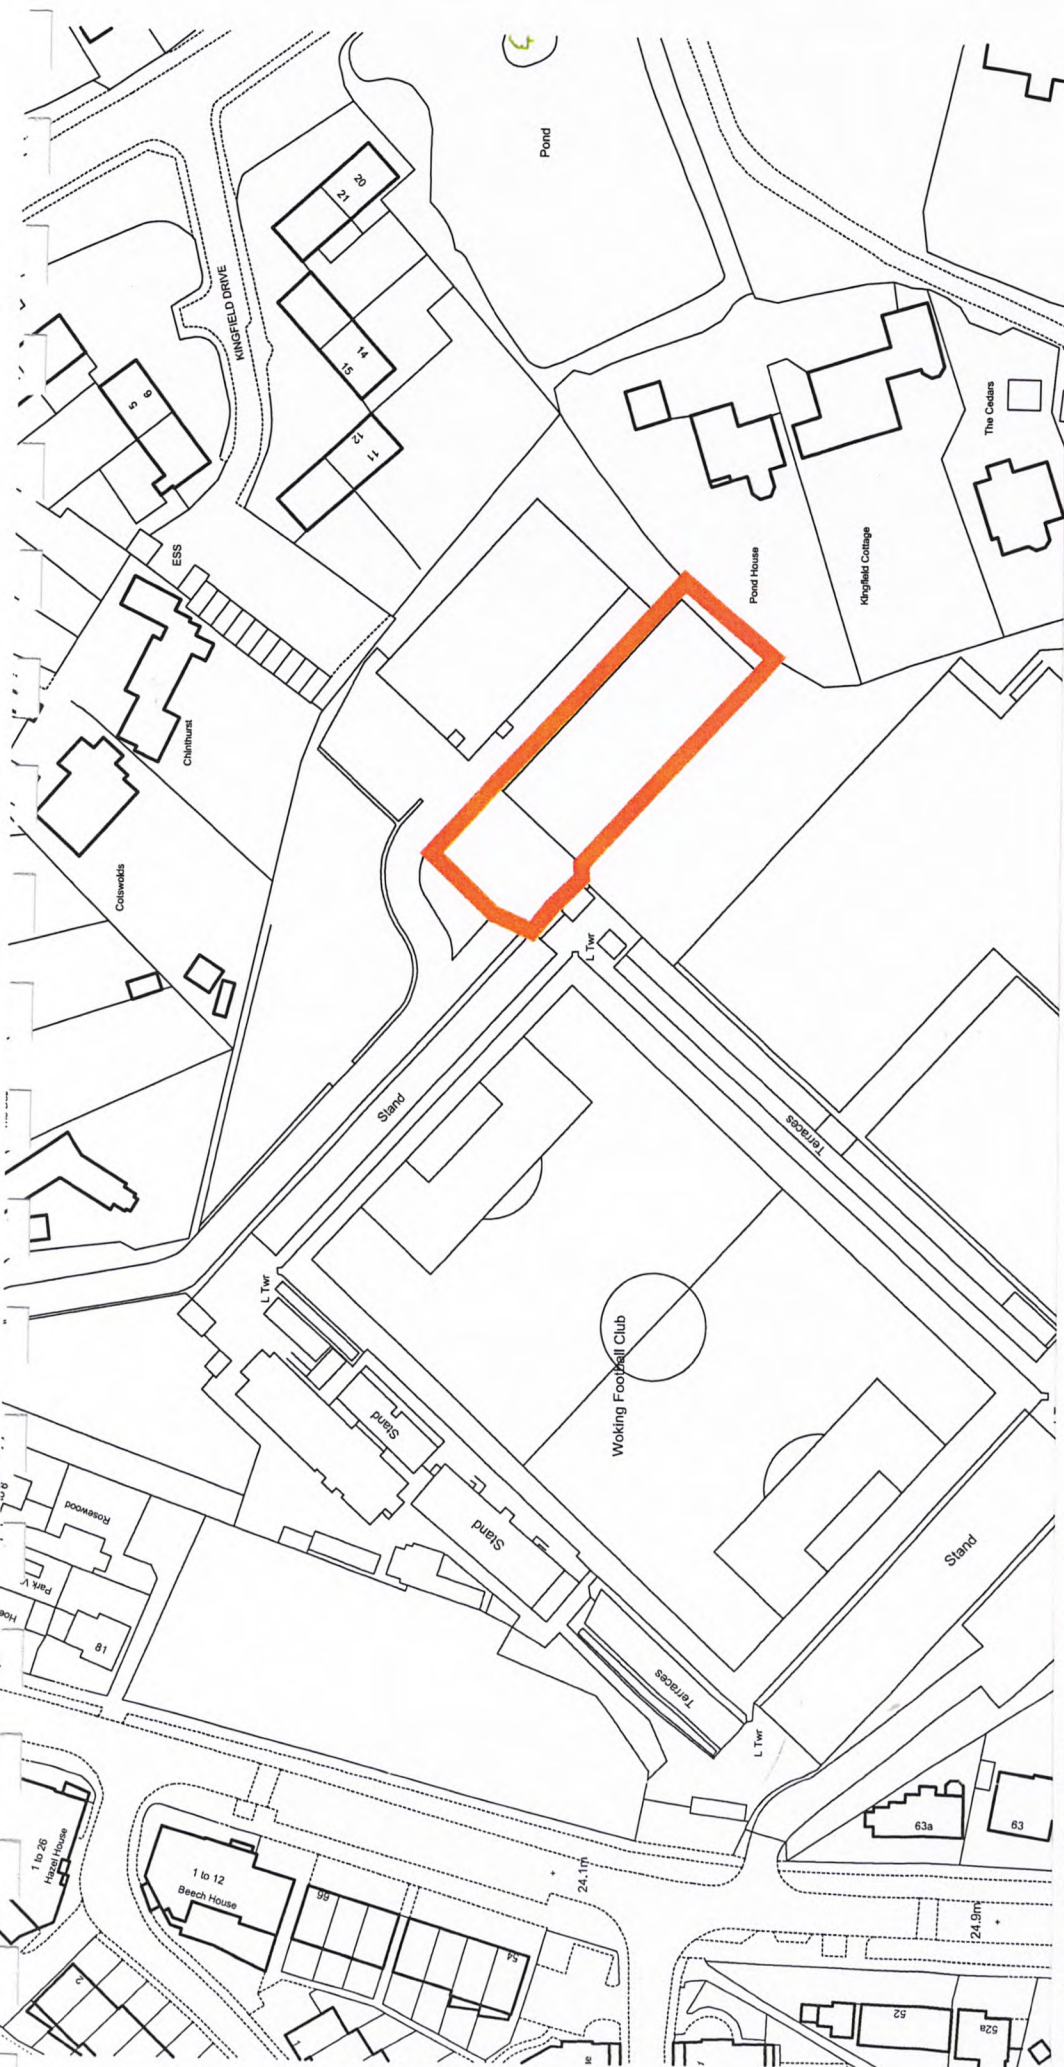 Pond
20
21
KINGFIELD DRIVE
14
15
6
5
12
11
The Cedars
ESS
Pond House
Kingfield Cottage
Chinthurst
Cotswolds
L Twr
Stand
Terraces
L Twr
Woking Football Club
Stand
Stand
Rosewood
Park V
81
Stand
Terraces
L Twr
63a
63
1 to 26
Hazel House
1 to 12
Beech House
66
24.1m
54
24.9m
2
52
52a
1